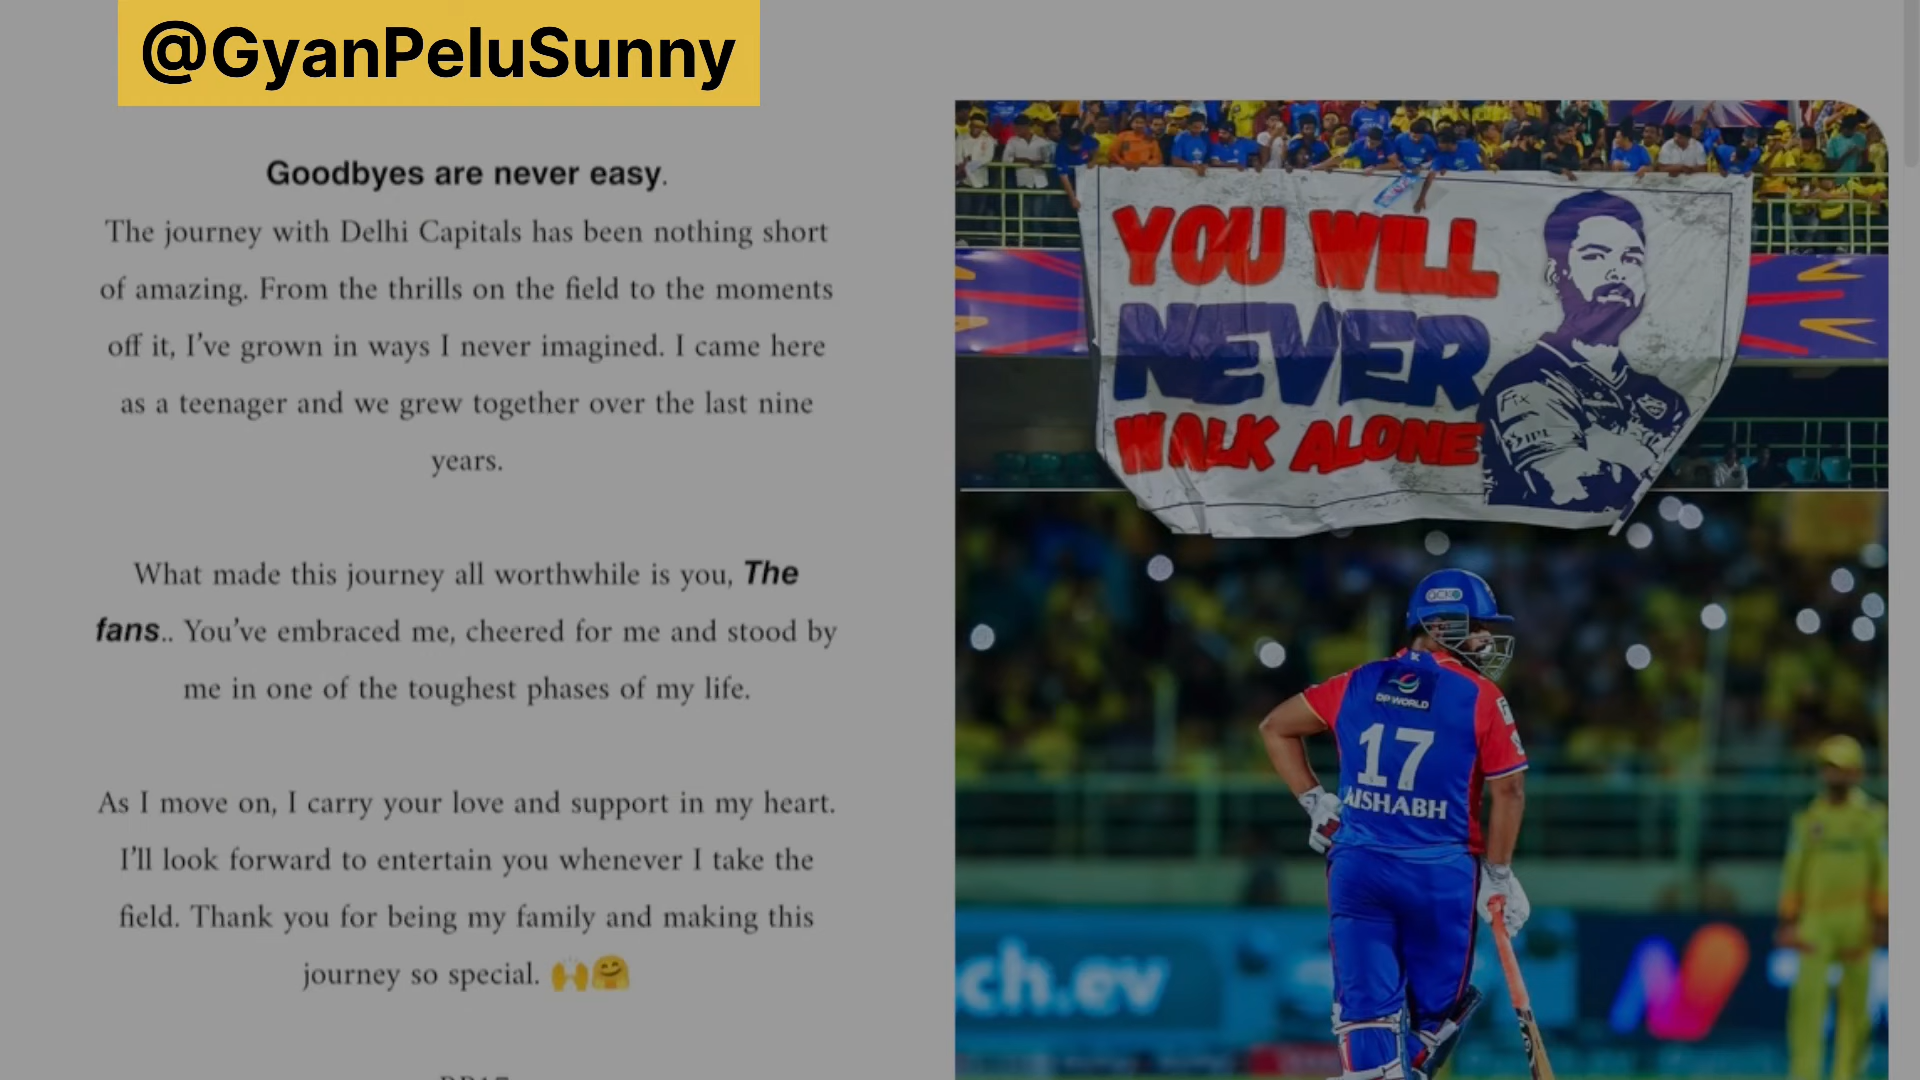 @GyanPeluSunny
Goodbyes are never easy.
The journey with Delhi Capitals has been nothing short
of amazing. From the thrills on the field to the moments
off it, I’ve grown in ways I never imagined. I came here
as a teenager and we grew together over the last nine
years.
What made this journey all worthwhile is you, The
fans.. You’ve embraced me, cheered for me and stood by
me in one of the toughest phases of my life.
As I move on, I carry your love and support in my heart.
I’ll look forward to entertain you whenever I take the
field. Thank you for being my family and making this
journey so special. 🙌🤗
YOU WILL
NEVER
WALK ALONE
IPL
ACKO
DP WORLD
17
RISHABH
ch.ev